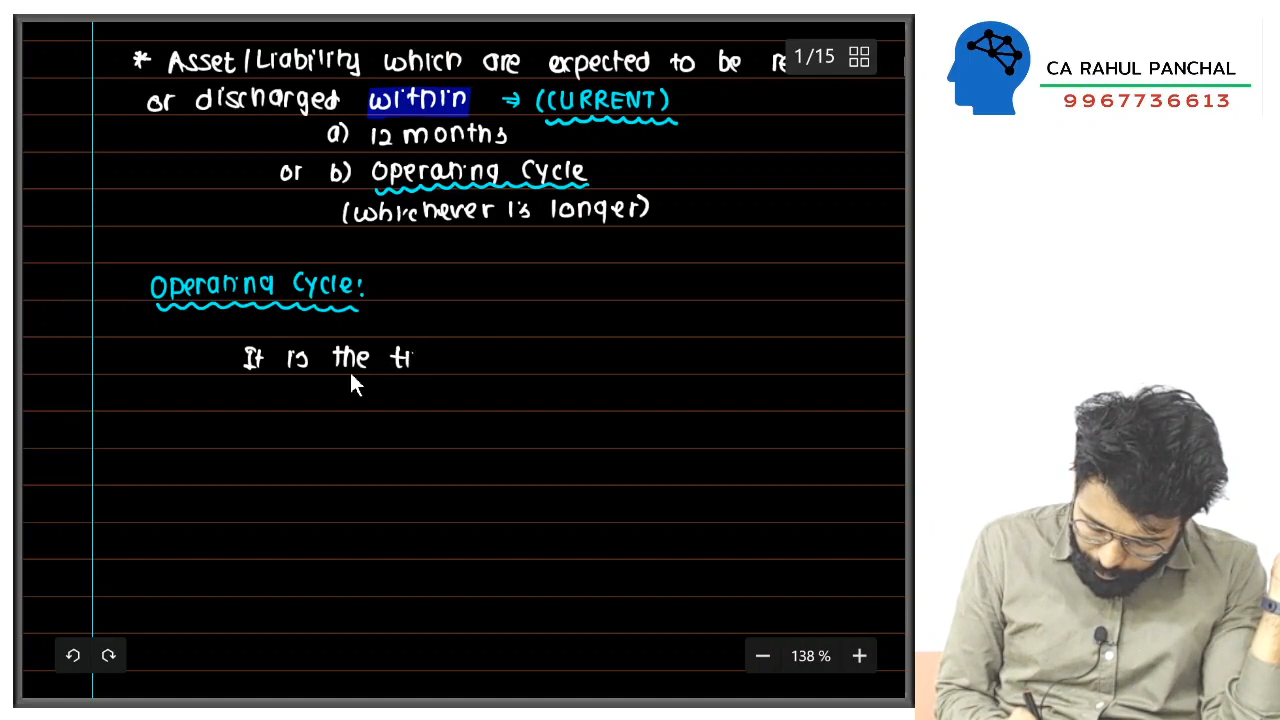 * Asset/Liability which are expected to be re
or discharged within → (CURRENT)
a) 12 months
or b) Operating Cycle
(whichever is longer)
Operating Cycle:
It is the ti
1/15
138 %
CA RAHUL PANCHAL
9967736613